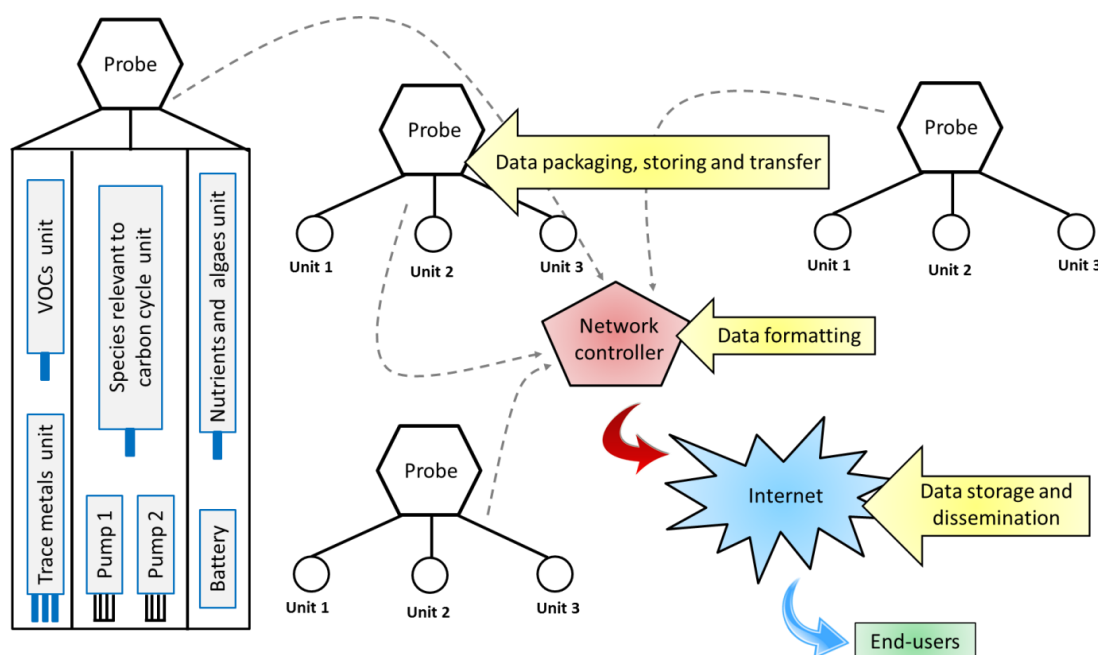 Probe
VOCs unit
Species relevant to
carbon cycle unit
Nutrients and algaes unit
Trace metals unit
Pump 1
Pump 2
Battery
Probe
Data packaging, storing and transfer
Unit 1
Unit 2
Unit 3
Probe
Unit 1
Unit 2
Unit 3
Network
controller
Data formatting
Probe
Unit 1
Unit 2
Unit 3
Internet
Data storage and
dissemination
End-users